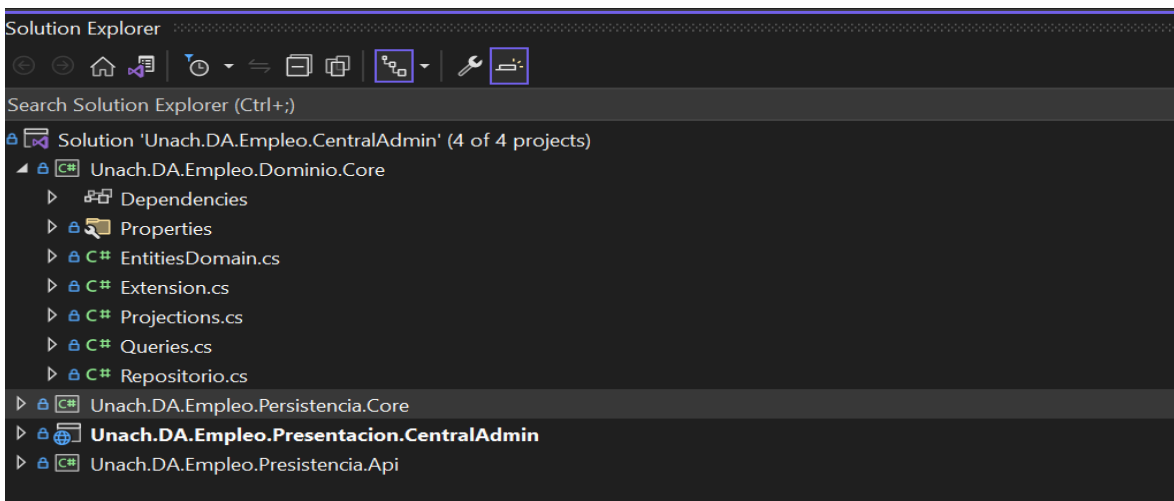 Solution Explorer
Search Solution Explorer (Ctrl+;)
Solution 'Unach.DA.Empleo.CentralAdmin' (4 of 4 projects)
C# Unach.DA.Empleo.Dominio.Core
Dependencies
Properties
C# EntitiesDomain.cs
C# Extension.cs
C# Projections.cs
C# Queries.cs
C# Repositorio.cs
C# Unach.DA.Empleo.Persistencia.Core
Unach.DA.Empleo.Presentacion.CentralAdmin
C# Unach.DA.Empleo.Presistencia.Api